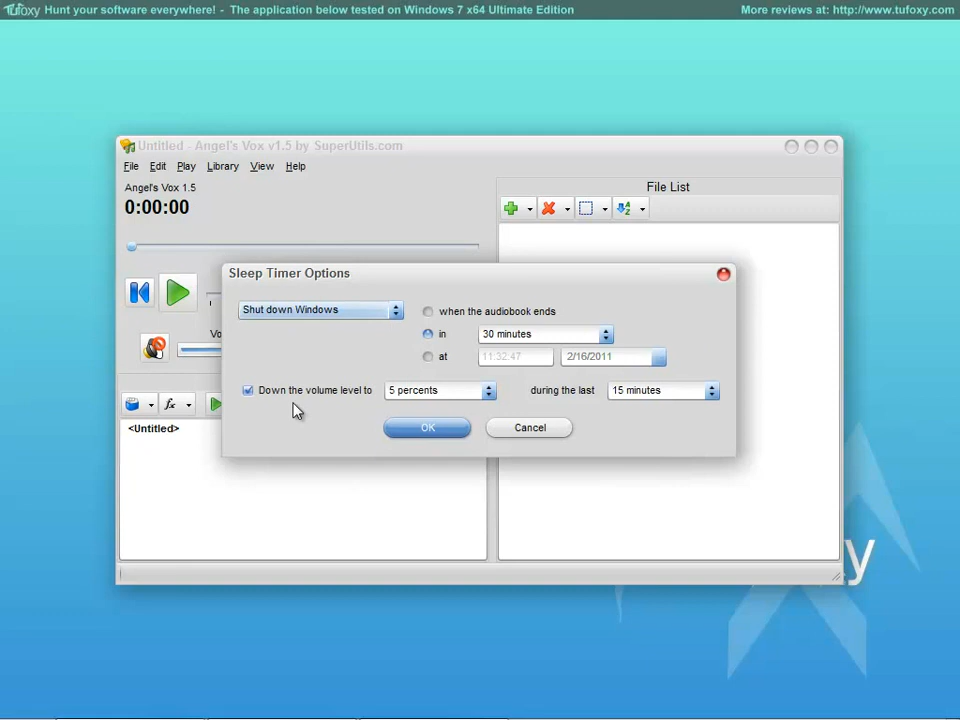 Tufoxy Hunt your software everywhere! - The application below tested on Windows 7 x64 Ultimate Edition More reviews at: http://www.tufoxy.com
Untitled - Angel's Vox v1.5 by SuperUtils.com
File Edit Play Library View Help
Angel's Vox 1.5
0:00:00
File List
Sleep Timer Options
Shut down Windows
when the audiobook ends
in 30 minutes
at 11:32:47 2/16/2011
Vo
Down the volume level to 5 percents during the last 15 minutes
fx
OK Cancel
<Untitled>
xy